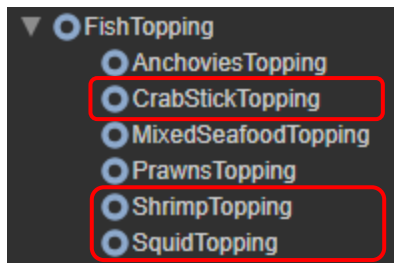 FishTopping
AnchoviesTopping
CrabStickTopping
MixedSeafoodTopping
PrawnsTopping
ShrimpTopping
SquidTopping